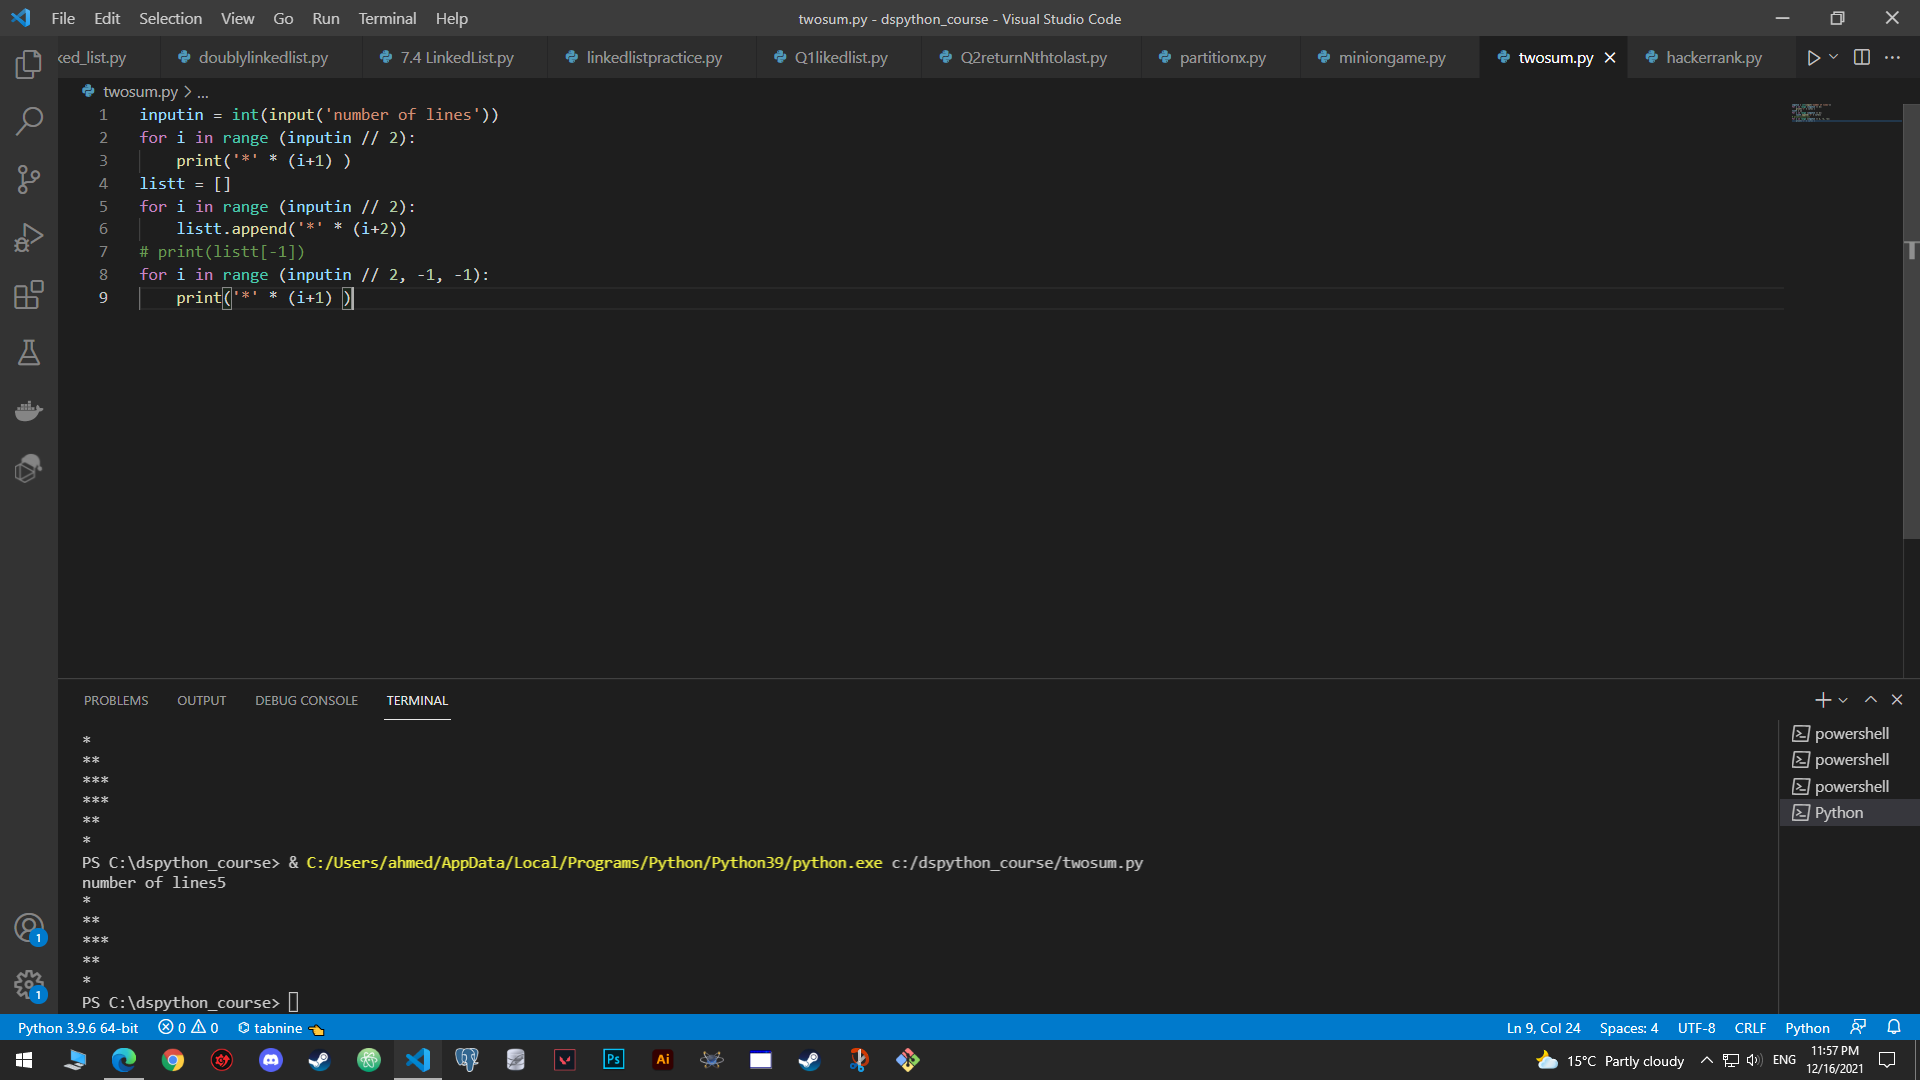 File Edit Selection View Go Run Terminal Help
twosum.py - dspython_course - Visual Studio Code
ked_list.py doublylinkedlist.py 7.4 LinkedList.py linkedlistpractice.py Q1likedlist.py Q2returnNthtolast.py partitionx.py miniongame.py twosum.py hackerrank.py
twosum.py > ...
1 inputin = int(input('number of lines'))
2 for i in range (inputin // 2):
3     print('*' * (i+1) )
4 listt = []
5 for i in range (inputin // 2):
6     listt.append('*' * (i+2))
7 # print(listt[-1])
8 for i in range (inputin // 2, -1, -1):
9     print('*' * (i+1) )
PROBLEMS OUTPUT DEBUG CONSOLE TERMINAL
*
**
***
***
**
*
PS C:\dspython_course> & C:/Users/ahmed/AppData/Local/Programs/Python/Python39/python.exe c:/dspython_course/twosum.py
number of lines5
*
**
***
**
*
PS C:\dspython_course>
powershell
powershell
powershell
Python
1
1
Python 3.9.6 64-bit 0 0 tabnine Ln 9, Col 24 Spaces: 4 UTF-8 CRLF Python
Ps Ai 15°C Partly cloudy ENG 11:57 PM
12/16/2021